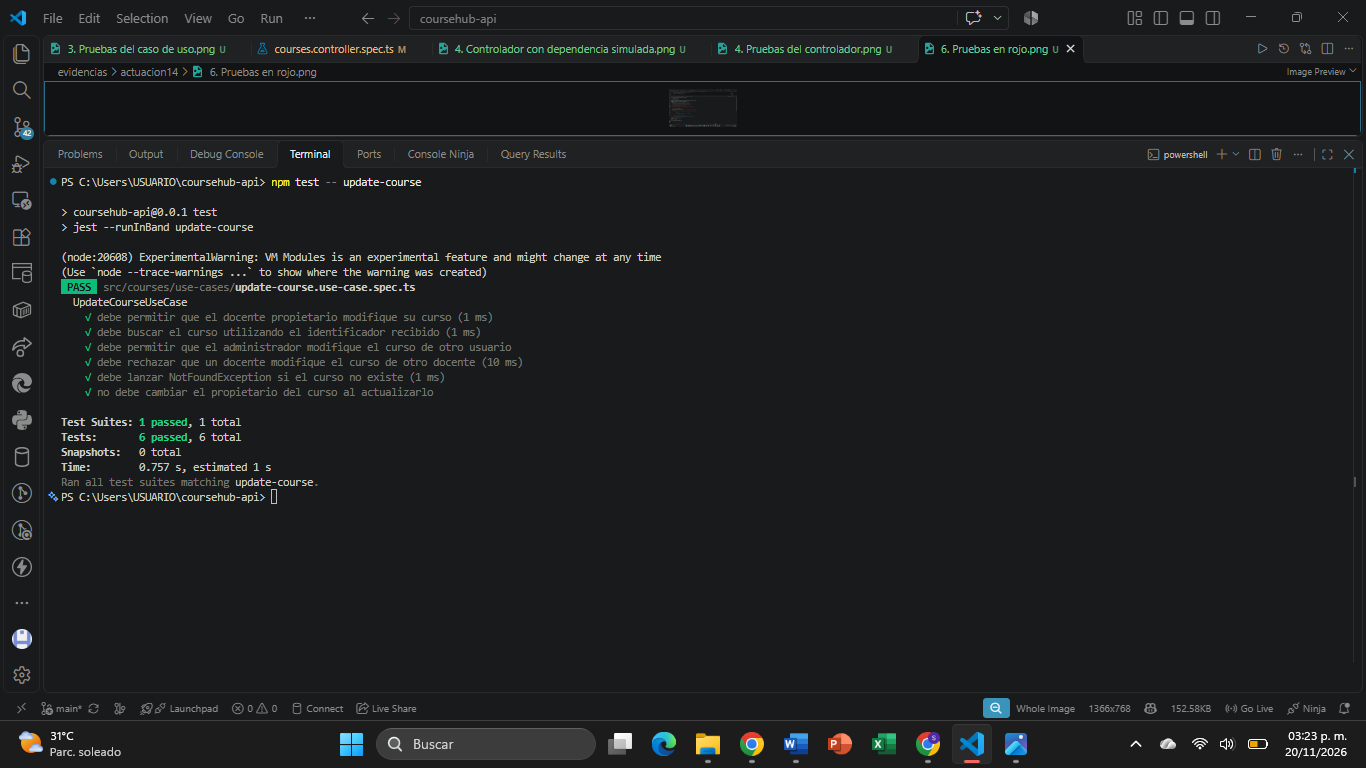 File Edit Selection View Go Run ··· coursehub-api
3. Pruebas del caso de uso.png U courses.controller.spec.ts M 4. Controlador con dependencia simulada.png U 4. Pruebas del controlador.png U 6. Pruebas en rojo.png U
evidencias > actuacion14 > 6. Pruebas en rojo.png Image Preview
Problems Output Debug Console Terminal Ports Console Ninja Query Results powershell
PS C:\Users\USUARIO\coursehub-api> npm test -- update-course
> coursehub-api@0.0.1 test
> jest --runInBand update-course
(node:20608) ExperimentalWarning: VM Modules is an experimental feature and might change at any time
(Use `node --trace-warnings ...` to show where the warning was created)
PASS src/courses/use-cases/update-course.use-case.spec.ts
UpdateCourseUseCase
√ debe permitir que el docente propietario modifique su curso (1 ms)
√ debe buscar el curso utilizando el identificador recibido (1 ms)
√ debe permitir que el administrador modifique el curso de otro usuario
√ debe rechazar que un docente modifique el curso de otro docente (10 ms)
√ debe lanzar NotFoundException si el curso no existe (1 ms)
√ no debe cambiar el propietario del curso al actualizarlo
Test Suites: 1 passed, 1 total
Tests: 6 passed, 6 total
Snapshots: 0 total
Time: 0.757 s, estimated 1 s
Ran all test suites matching update-course.
PS C:\Users\USUARIO\coursehub-api>
42
main* Launchpad 0 0 Connect Live Share Whole Image 1366x768 152.58KB Go Live Ninja
31°C
Parc. soleado
Buscar
03:23 p. m.
20/11/2026